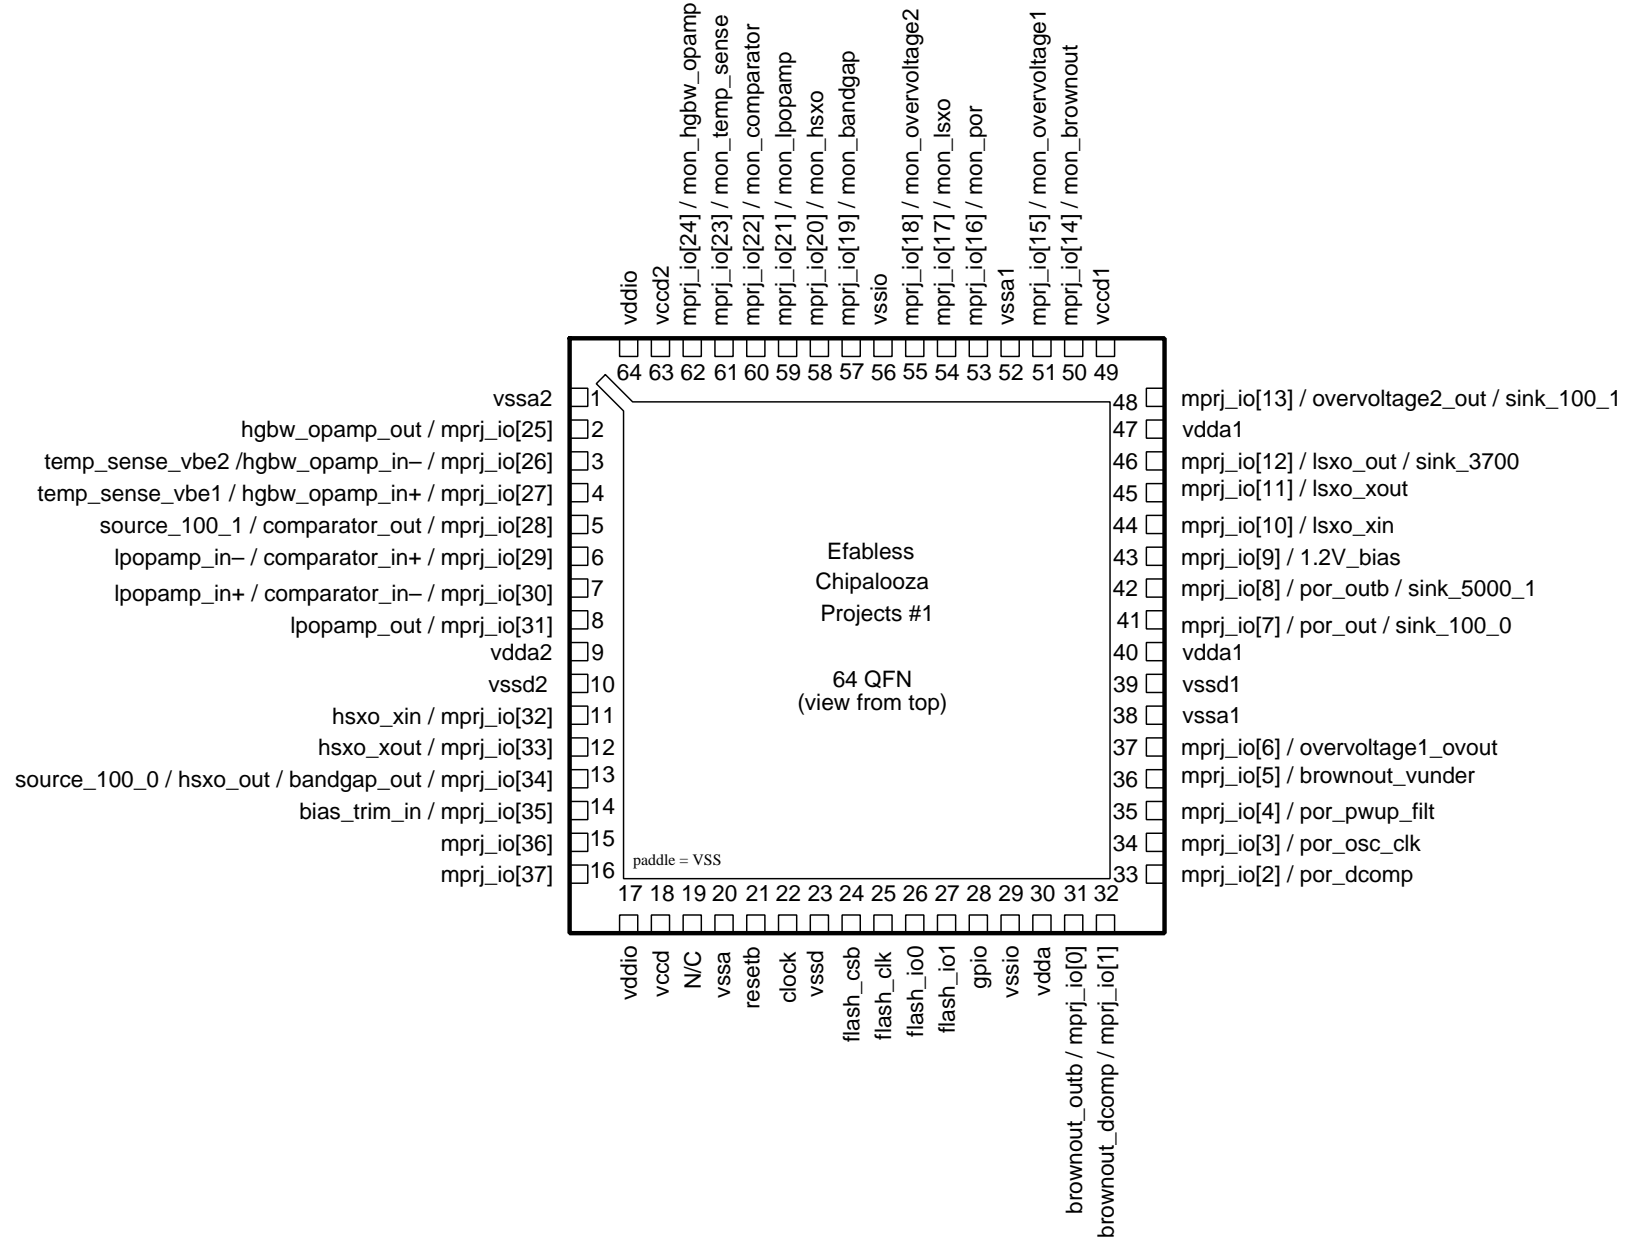 mprj_io[24] / mon_hgbw_opamp
mprj_io[23] / mon_temp_sense
mprj_io[22] / mon_comparator
mprj_io[21] / mon_lpopamp
mprj_io[20] / mon_hsxo
mprj_io[19] / mon_bandgap
mprj_io[18] / mon_overvoltage2
mprj_io[17] / mon_lsxo
mprj_io[16] / mon_por
mprj_io[15] / mon_overvoltage1
mprj_io[14] / mon_brownout
vddio
vccd2
vssio
vssa1
vccd1
64 63 62 61 60 59 58 57 56 55 54 53 52 51 50 49
vssa2 1
hgbw_opamp_out / mprj_io[25] 2
temp_sense_vbe2 /hgbw_opamp_in– / mprj_io[26] 3
temp_sense_vbe1 / hgbw_opamp_in+ / mprj_io[27] 4
source_100_1 / comparator_out / mprj_io[28] 5
lpopamp_in– / comparator_in+ / mprj_io[29] 6
lpopamp_in+ / comparator_in– / mprj_io[30] 7
lpopamp_out / mprj_io[31] 8
vdda2 9
vssd2 10
hsxo_xin / mprj_io[32] 11
hsxo_xout / mprj_io[33] 12
source_100_0 / hsxo_out / bandgap_out / mprj_io[34] 13
bias_trim_in / mprj_io[35] 14
mprj_io[36] 15
mprj_io[37] 16
Efabless
Chipalooza
Projects #1
64 QFN
(view from top)
paddle = VSS
48 mprj_io[13] / overvoltage2_out / sink_100_1
47 vdda1
46 mprj_io[12] / lsxo_out / sink_3700
45 mprj_io[11] / lsxo_xout
44 mprj_io[10] / lsxo_xin
43 mprj_io[9] / 1.2V_bias
42 mprj_io[8] / por_outb / sink_5000_1
41 mprj_io[7] / por_out / sink_100_0
40 vdda1
39 vssd1
38 vssa1
37 mprj_io[6] / overvoltage1_ovout
36 mprj_io[5] / brownout_vunder
35 mprj_io[4] / por_pwup_filt
34 mprj_io[3] / por_osc_clk
33 mprj_io[2] / por_dcomp
17 18 19 20 21 22 23 24 25 26 27 28 29 30 31 32
vddio
vccd
N/C
vssa
resetb
clock
vssd
flash_csb
flash_clk
flash_io0
flash_io1
gpio
vssio
vdda
brownout_outb / mprj_io[0]
brownout_dcomp / mprj_io[1]